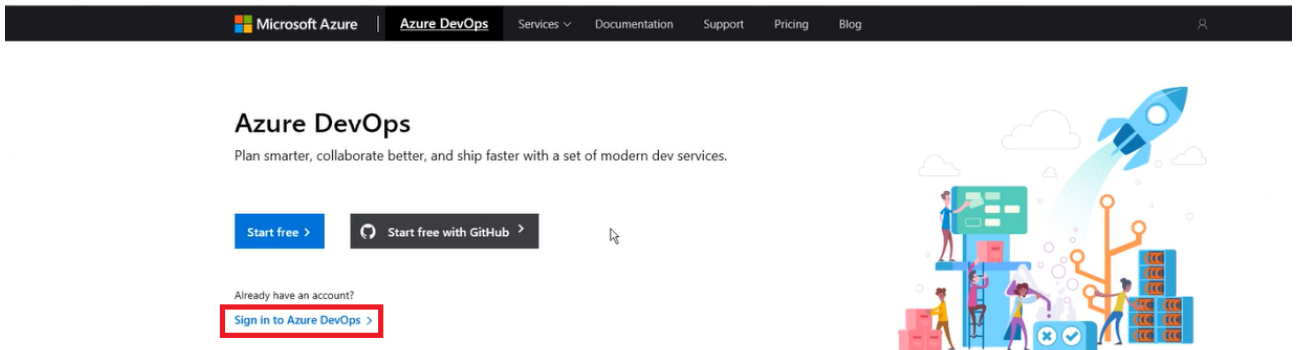 Microsoft Azure | Azure DevOps Services Documentation Support Pricing Blog
Azure DevOps
Plan smarter, collaborate better, and ship faster with a set of modern dev services.
Start free > Start free with GitHub >
Already have an account?
Sign in to Azure DevOps >